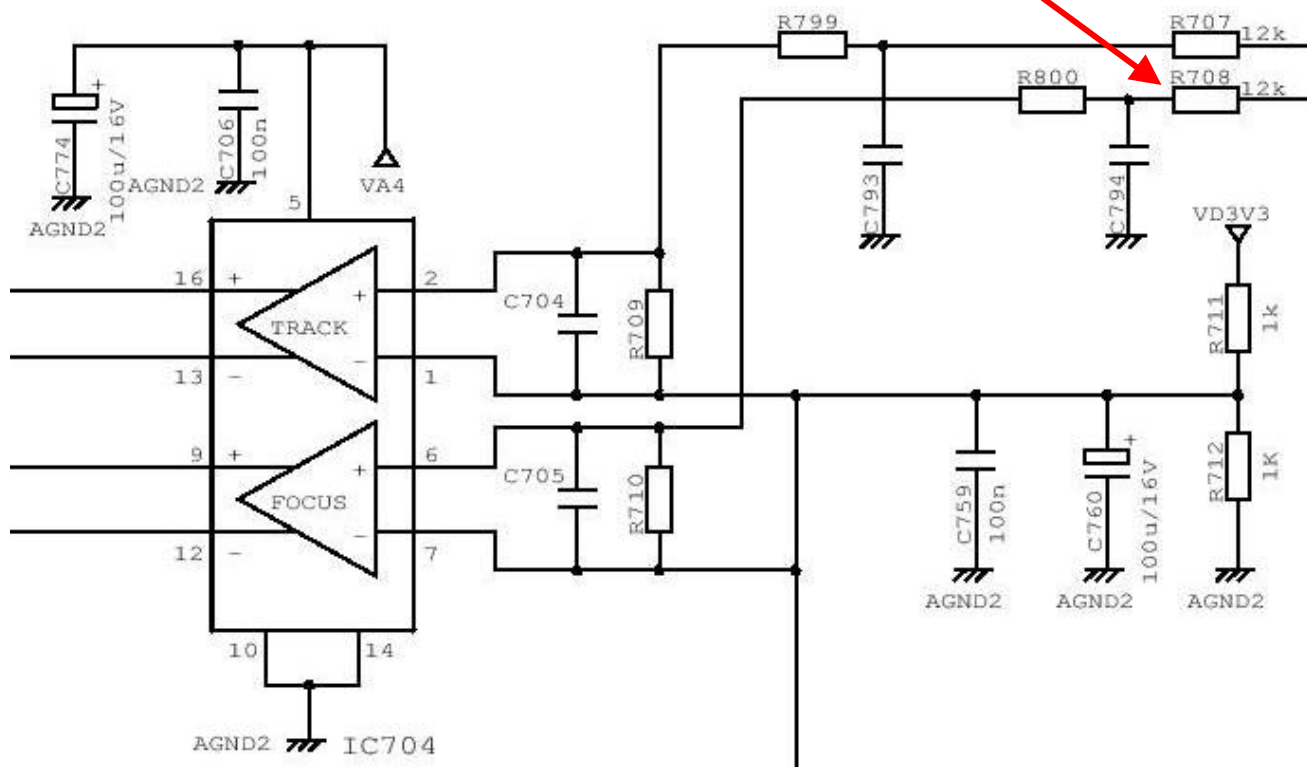 R799
R707
12k
R800
R708
12k
+
C774
100u/16V
C706
100n
AGND2
VA4
AGND2
5
C793
C794
VD3V3
16
+
+
2
C704
R709
R711
1k
TRACK
13
-
-
1
9
+
+
6
C705
R710
C759
100n
+
C760
100u/16V
R712
1K
FOCUS
12
-
-
7
AGND2
AGND2
AGND2
10
14
AGND2
IC704